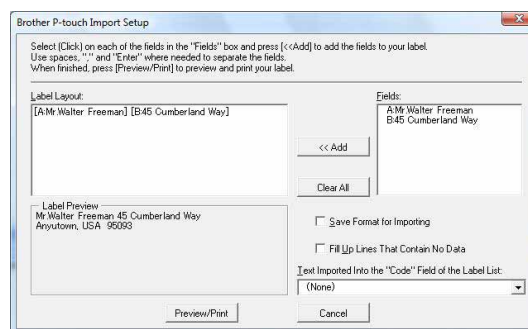 Brother P-touch Import Setup
Select (Click) on each of the fields in the "Fields" box and press [<<Add] to add the fields to your label.
Use spaces, "," and "Enter" where needed to separate the fields.
When finished, press [Preview/Print] to preview and print your label.
Label Layout:
[A:Mr.Walter Freeman] [B:45 Cumberland Way]
Fields:
A:Mr.Walter Freeman
B:45 Cumberland Way
<< Add
Clear All
Label Preview
Mr.Walter Freeman 45 Cumberland Way
Anyutown, USA 95093
Save Format for Importing
Fill Up Lines That Contain No Data
Text Imported Into the "Code" Field of the Label List:
(None)
Preview/Print
Cancel